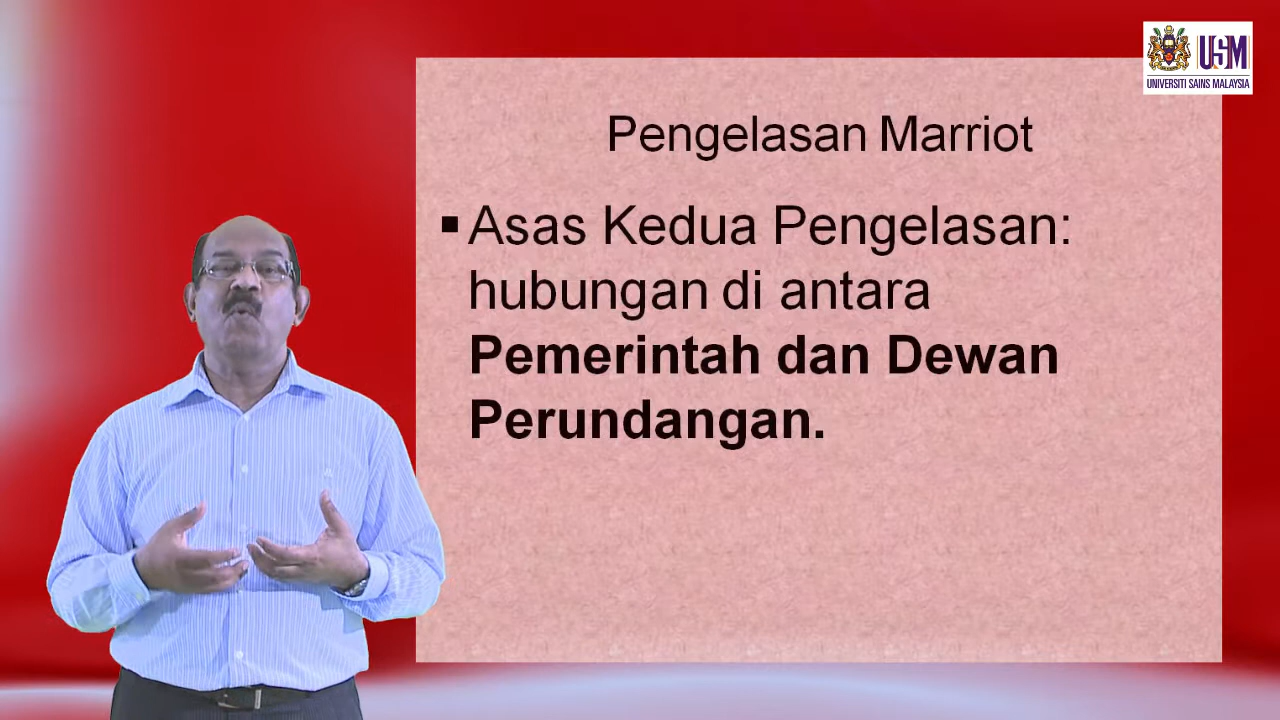 USM
UNIVERSITI SAINS MALAYSIA
Pengelasan Marriot
▪ Asas Kedua Pengelasan:
hubungan di antara
Pemerintah dan Dewan
Perundangan.